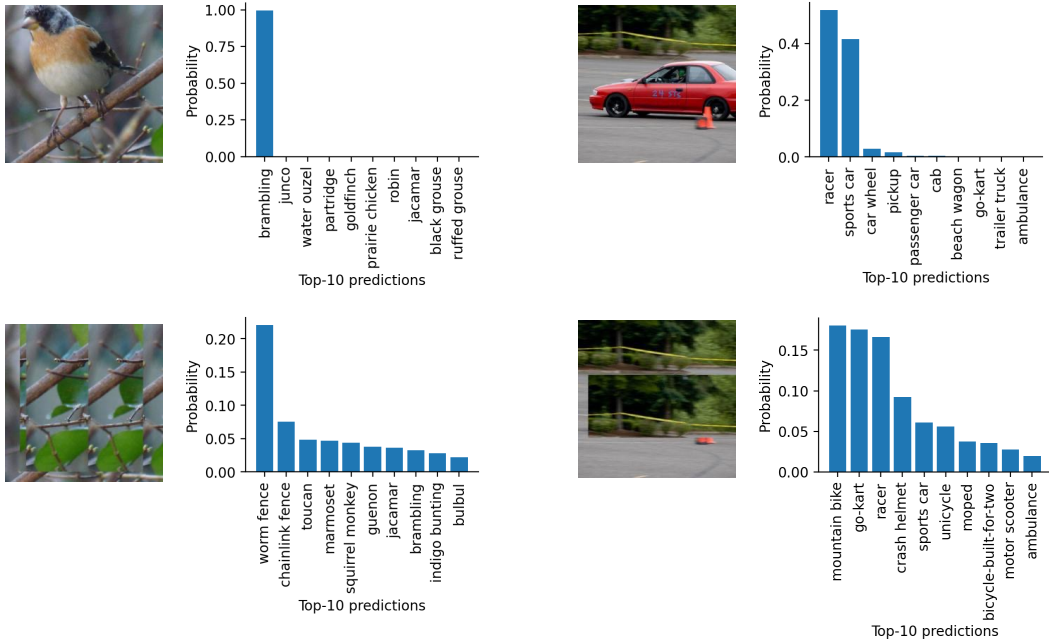 1.00
0.75
0.50
0.25
0.00
Probability
brambling
junco
water ouzel
partridge
goldfinch
prairie chicken
robin
jacamar
black grouse
ruffed grouse
Top-10 predictions
0.4
0.2
0.0
Probability
racer
sports car
car wheel
pickup
passenger car
cab
beach wagon
go-kart
trailer truck
ambulance
Top-10 predictions
0.20
0.15
0.10
0.05
0.00
Probability
worm fence
chainlink fence
toucan
marmoset
squirrel monkey
guenon
jacamar
brambling
indigo bunting
bulbul
Top-10 predictions
0.15
0.10
0.05
0.00
Probability
mountain bike
go-kart
racer
crash helmet
sports car
unicycle
moped
bicycle-built-for-two
motor scooter
ambulance
Top-10 predictions